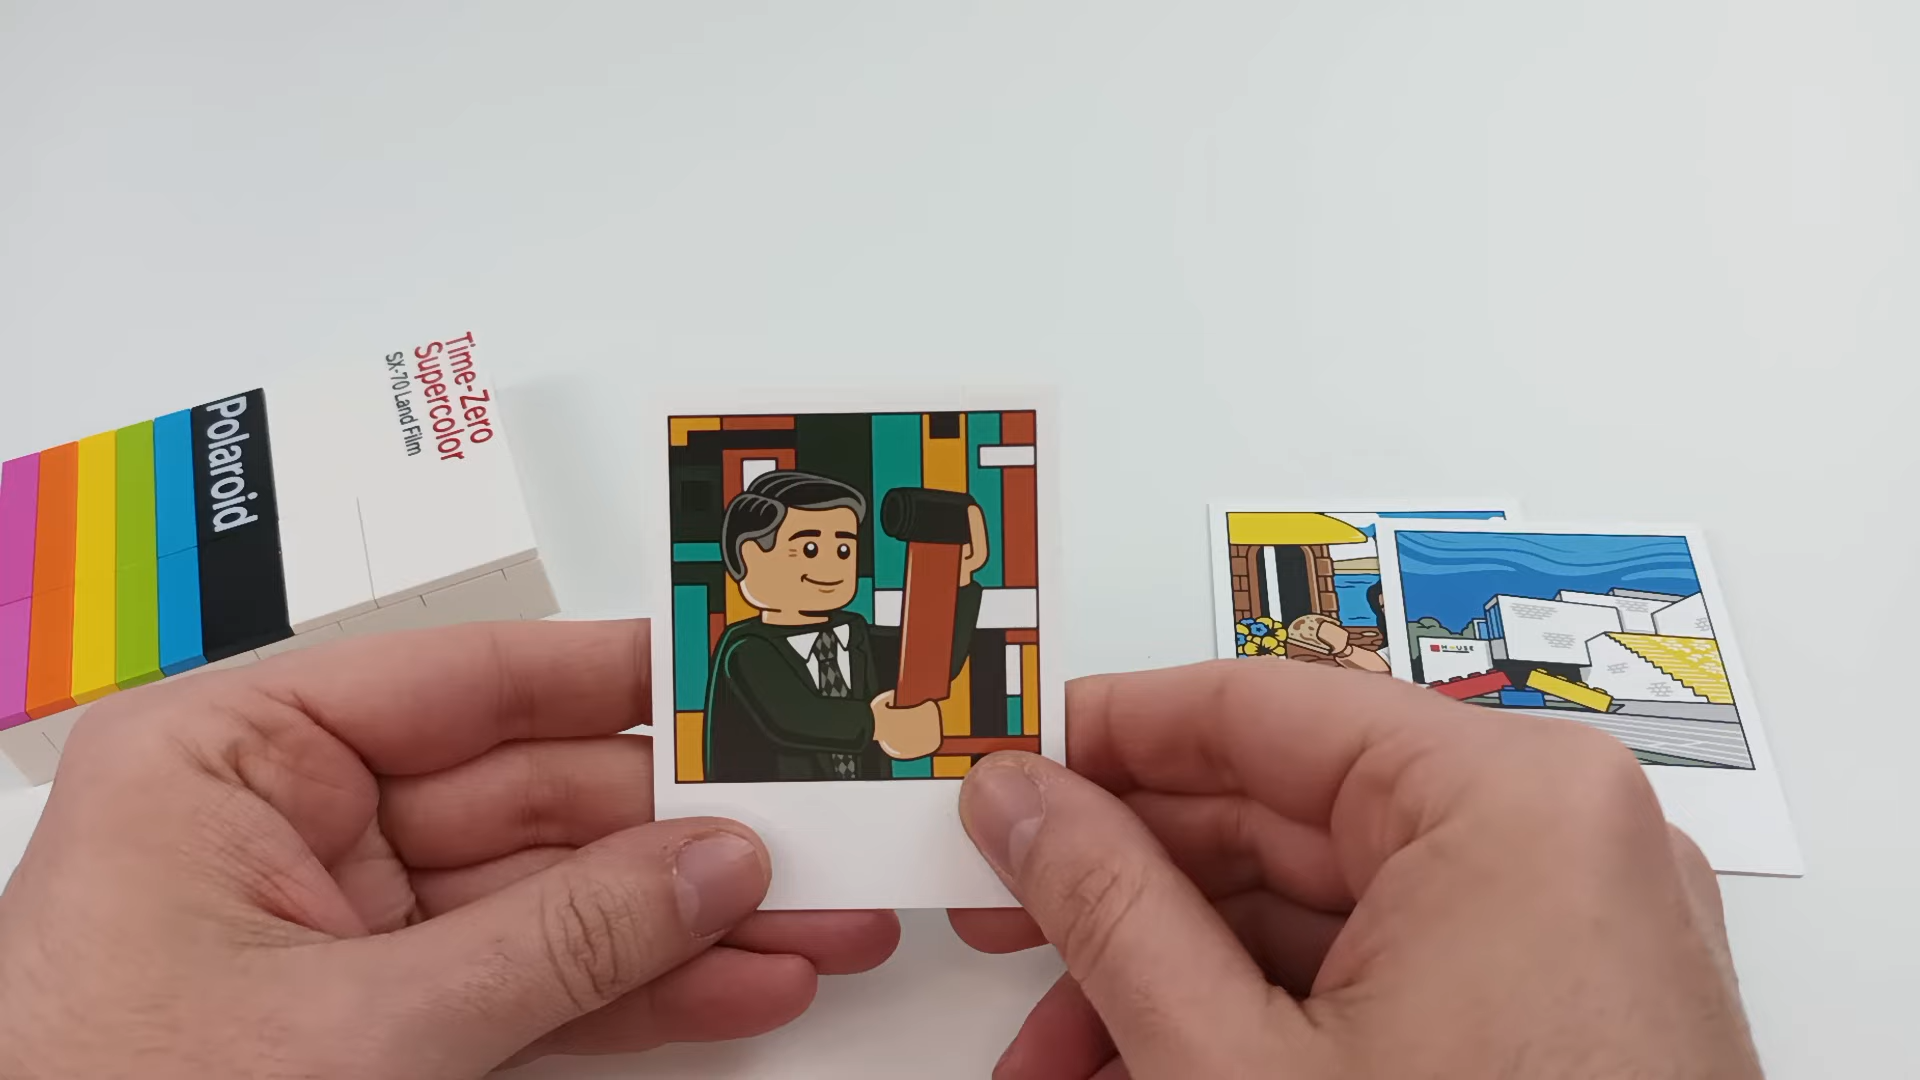 Polaroid
Time-Zero
Supercolor
SX-70 Land Film
HOUSE